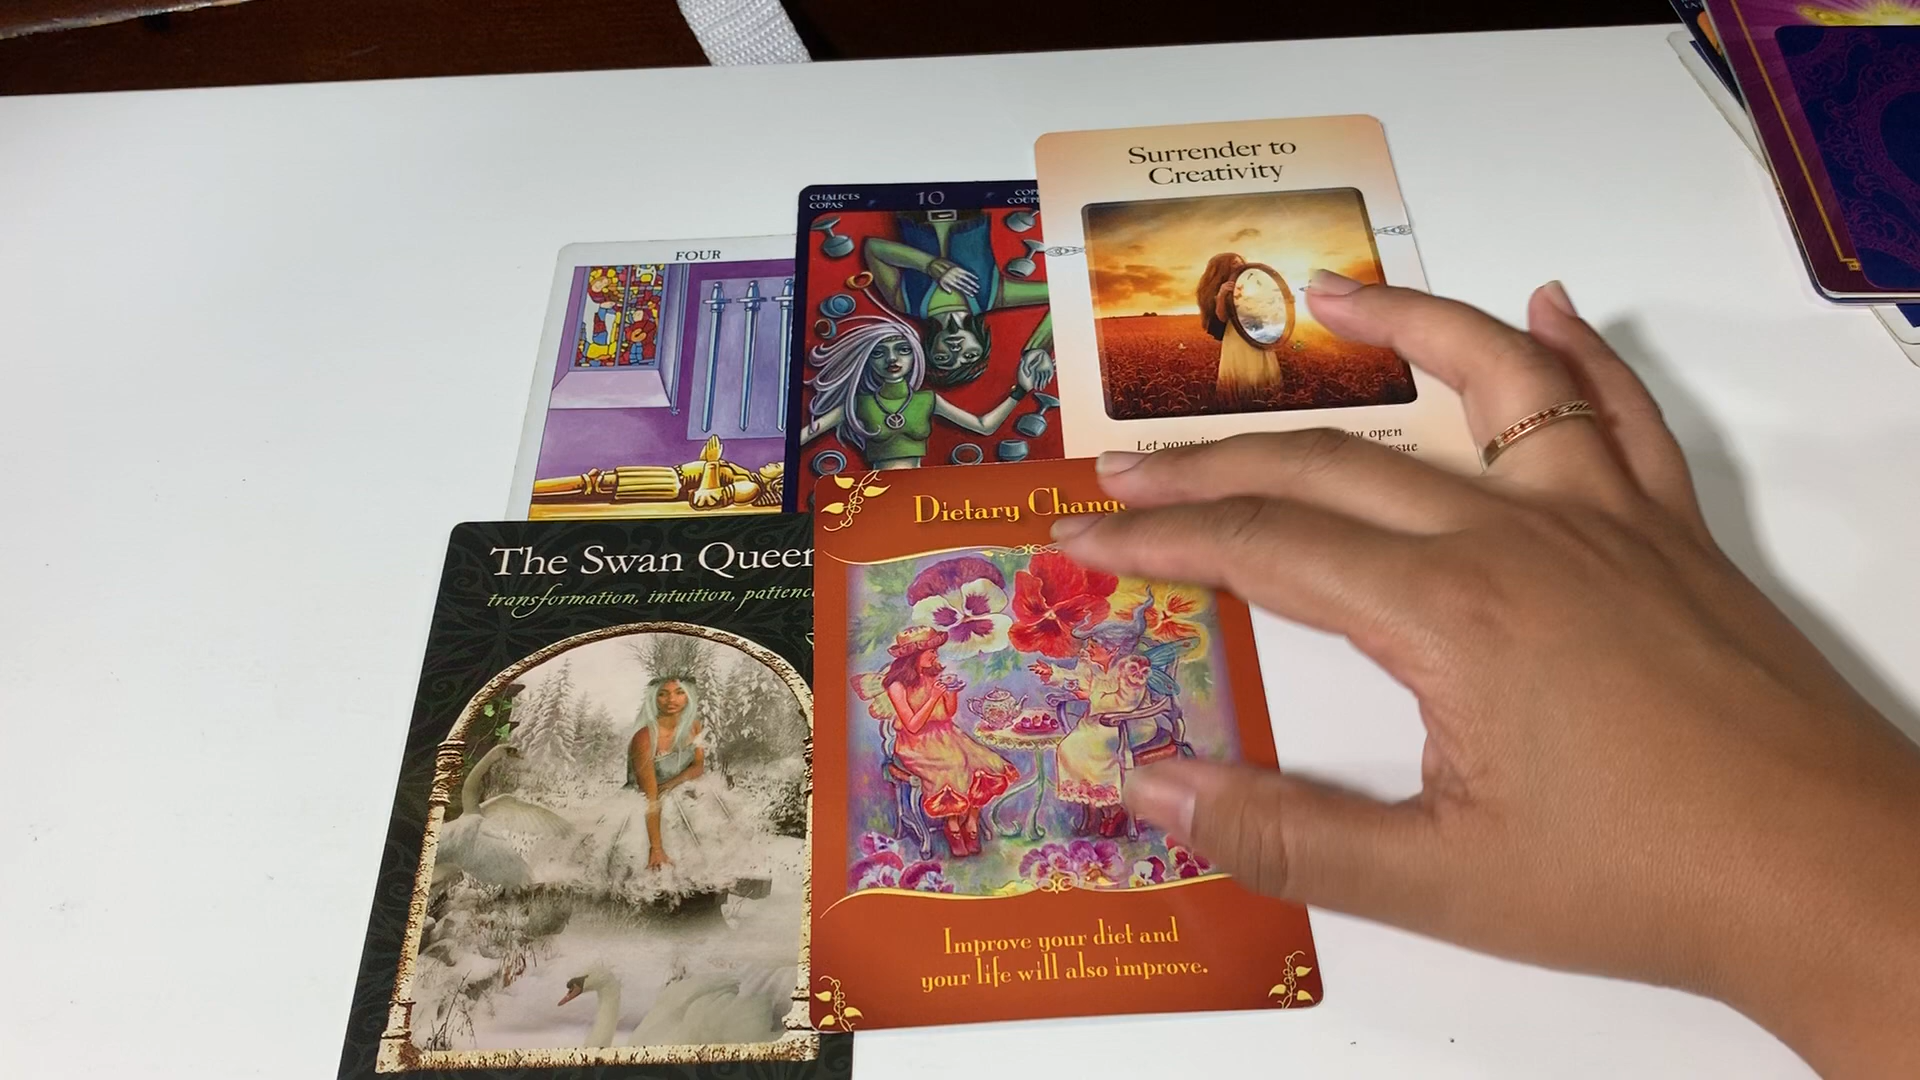 Surrender to
Creativity
Let your
open
CHALICES
COPAS
10
FOUR
Dietary
Improve your diet and
your life will also improve.
The Swan Queen
transformation, intuition, patience